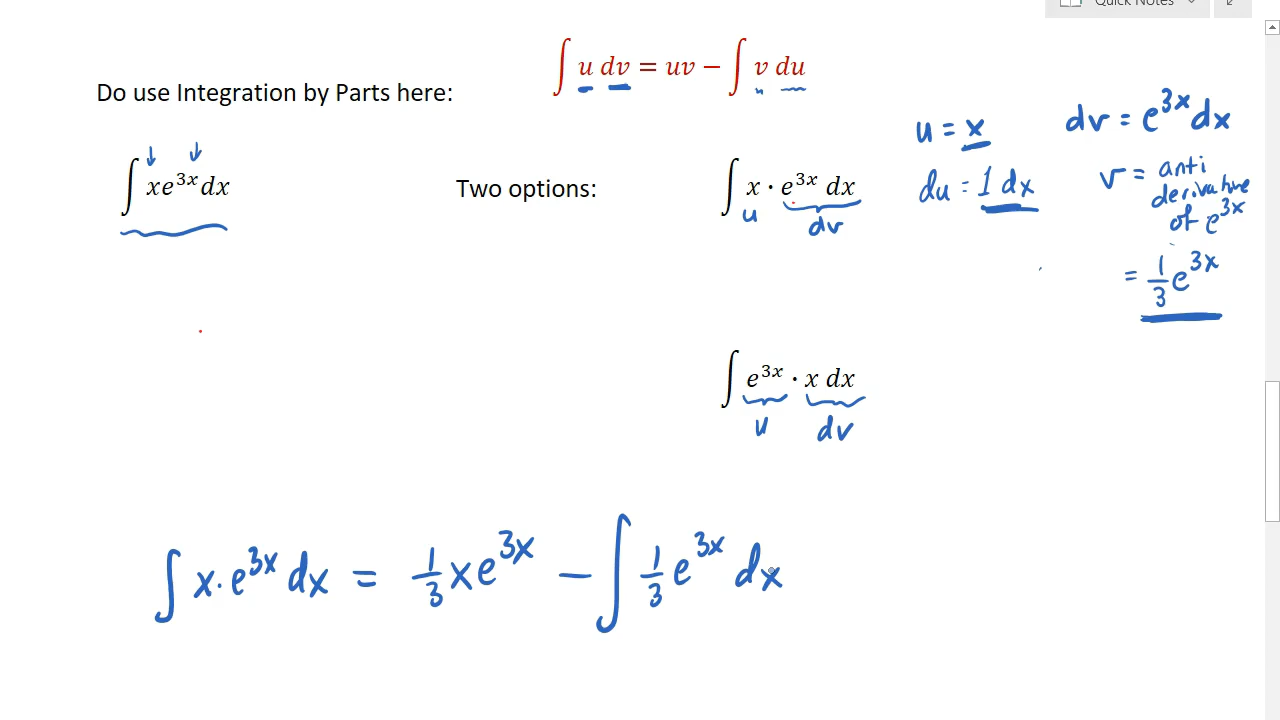 Quick Notes
∫ u dv = uv − ∫ v du
Do use Integration by Parts here:
u = x
dv = e^{3x} dx
∫ xe^{3x} dx
Two options:
∫ x · e^{3x} dx
u
dv
du = 1 dx
v = anti
derivative
of e^{3x}
= 1/3 e^{3x}
∫ e^{3x} · x dx
u
dv
∫ x · e^{3x} dx = 1/3 xe^{3x} − ∫ 1/3 e^{3x} dx